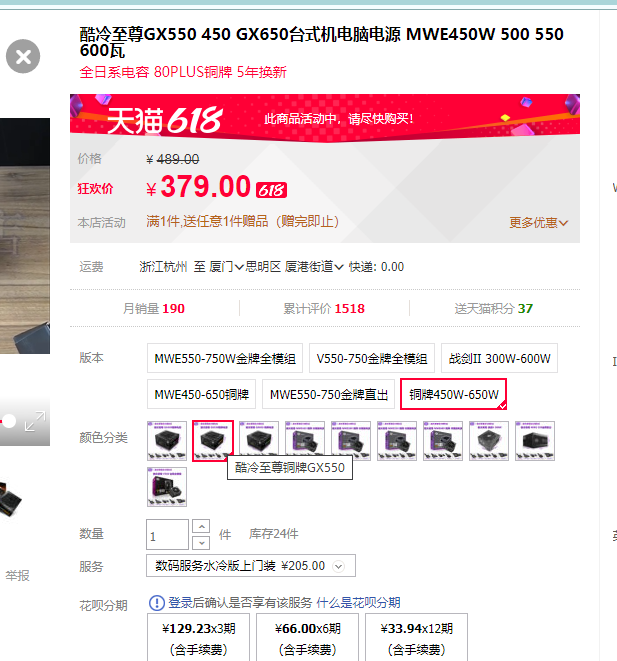 酷冷至尊GX550 450 GX650台式机电脑电源 MWE450W 500 550
600瓦
全日系电容 80PLUS铜牌 5年换新
天猫618 此商品活动中，请尽快购买！
价格 ¥ 489.00
狂欢价 ¥ 379.00 618
本店活动 满1件,送任意1件赠品（赠完即止） 更多优惠
运费 浙江杭州 至 厦门 思明区 厦港街道 快递: 0.00
月销量 190 累计评价 1518 送天猫积分 37
版本 MWE550-750W金牌全模组 V550-750金牌全模组 战剑II 300W-600W
MWE450-650铜牌 MWE550-750金牌直出 铜牌450W-650W
颜色分类
酷冷至尊铜牌GX550
数量 1 件 库存24件
举报
服务 数码服务水冷版上门装 ¥205.00
花呗分期 登录后确认是否享有该服务 什么是花呗分期
¥129.23x3期 ¥66.00x6期 ¥33.94x12期
(含手续费) (含手续费) (含手续费)